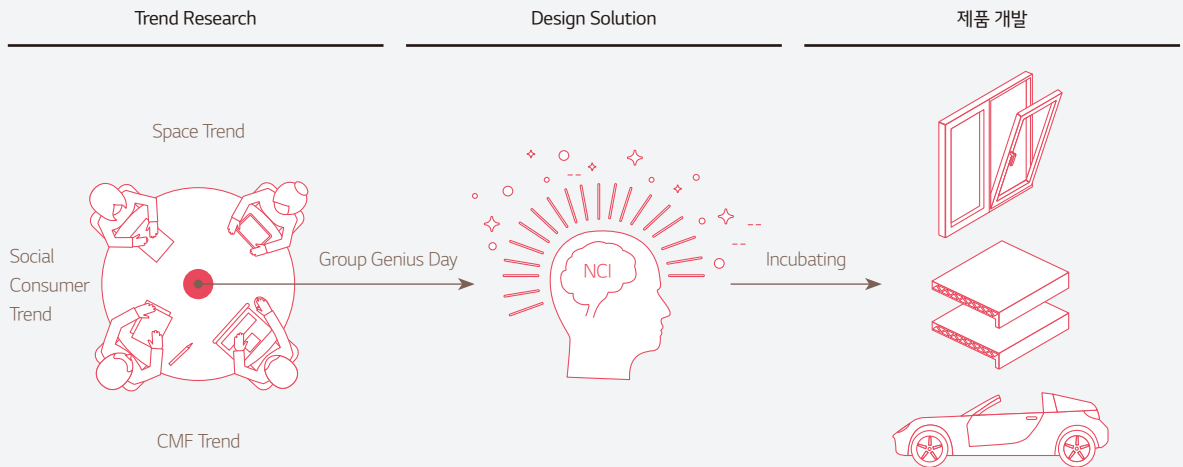 Trend Research
Design Solution
제품 개발
Space Trend
Social
Consumer
Trend
Group Genius Day
NCI
Incubating
CMF Trend